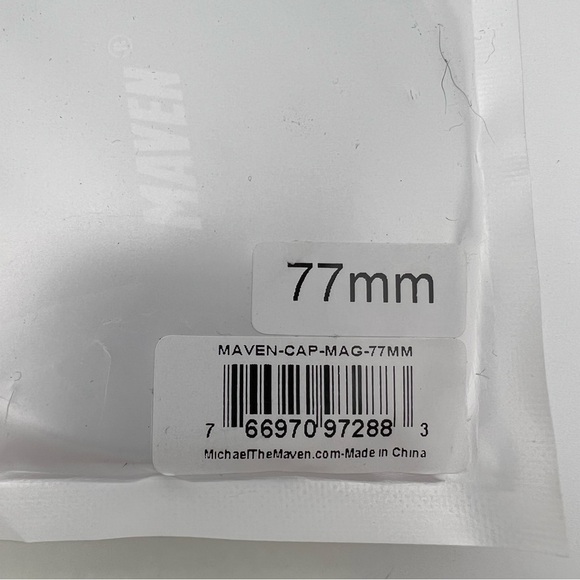 MAVEN®
77mm
MAVEN-CAP-MAG-77MM
7 66970 97288 3
MichaelTheMaven.com-Made in China